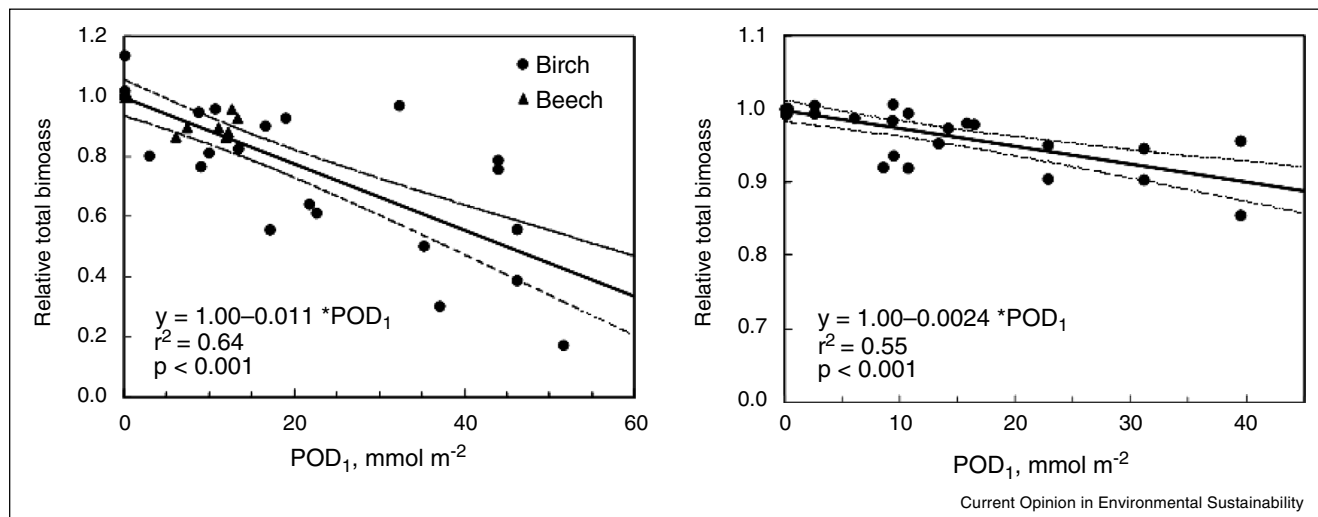 1.2
1.0
0.8
0.6
0.4
0.2
0.0
Relative total bimoass
Birch
Beech
y = 1.00–0.011 *POD₁
r² = 0.64
p < 0.001
0 20 40 60
POD₁, mmol m⁻²
1.1
1.0
0.9
0.8
0.7
0.0
Relative total bimoass
y = 1.00–0.0024 *POD₁
r² = 0.55
p < 0.001
0 10 20 30 40
POD₁, mmol m⁻²
Current Opinion in Environmental Sustainability